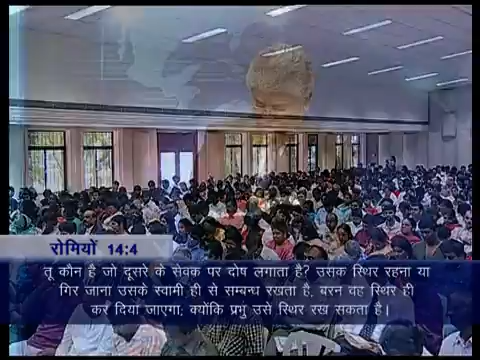 रोमियों 14:4
तू कौन है जो दूसरे के सेवक पर दोष लगाता है? उसक स्थिर रहना या
गिर जाना उसके स्वामी ही से सम्बन्ध रखता है, बरन वह स्थिर ही
कर दिया जाएगा, क्योंकि प्रभु उसे स्थिर रख सकता है।